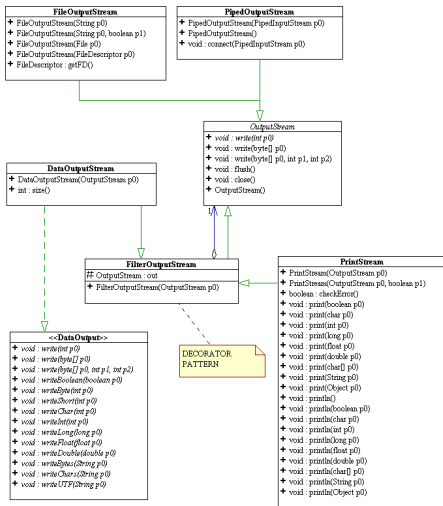 FileOutputStream
+ FileOutputStream(String p0)
+ FileOutputStream(String p0, boolean p1)
+ FileOutputStream(File p0)
+ FileOutputStream(FileDescriptor p0)
+ FileDescriptor : getFD()
PipedOutputStream
+ PipedOutputStream(PipedInputStream p0)
+ PipedOutputStream()
+ void : connect(PipedInputStream p0)
OutputStream
+ void : write(int p0)
+ void : write(byte[] p0)
+ void : write(byte[] p0, int p1, int p2)
+ void : flush()
+ void : close()
+ OutputStream()
DataOutputStream
+ DataOutputStream(OutputStream p0)
+ int : size()
1
FilterOutputStream
# OutputStream : out
+ FilterOutputStream(OutputStream p0)
PrintStream
+ PrintStream(OutputStream p0)
+ PrintStream(OutputStream p0, boolean p1)
+ boolean : checkError()
+ void : print(boolean p0)
+ void : print(char p0)
+ void : print(int p0)
+ void : print(long p0)
+ void : print(float p0)
+ void : print(double p0)
+ void : print(char[] p0)
+ void : print(String p0)
+ void : print(Object p0)
+ void : println()
+ void : println(boolean p0)
+ void : println(char p0)
+ void : println(int p0)
+ void : println(long p0)
+ void : println(float p0)
+ void : println(double p0)
+ void : println(char[] p0)
+ void : println(String p0)
+ void : println(Object p0)
DECORATOR
PATTERN
<<DataOutput>>
+ void : write(int p0)
+ void : write(byte[] p0)
+ void : write(byte[] p0, int p1, int p2)
+ void : writeBoolean(boolean p0)
+ void : writeByte(int p0)
+ void : writeShort(int p0)
+ void : writeChar(int p0)
+ void : writeInt(int p0)
+ void : writeLong(long p0)
+ void : writeFloat(float p0)
+ void : writeDouble(double p0)
+ void : writeBytes(String p0)
+ void : writeChars(String p0)
+ void : writeUTF(String p0)